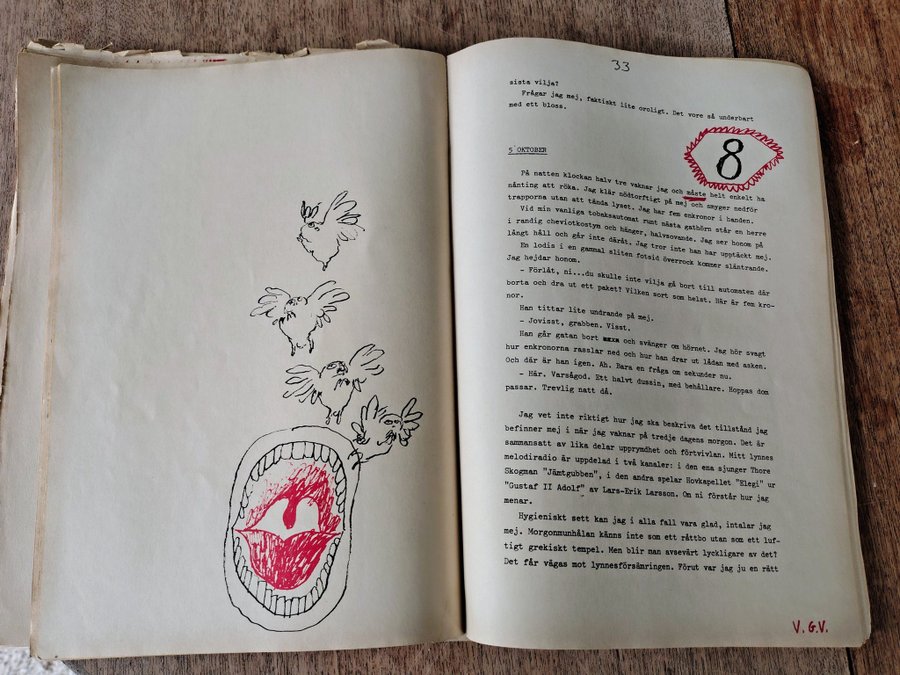 33
sista vilja?
Frågar jag mej, faktiskt lite oroligt. Det vore så underbart
med ett bloss.
8
5 OKTOBER
På natten klockan halv tre vaknar jag och måste helt enkelt ha
nånting att röka. Jag klär nödtorftigt på mej och smyger nedför
trapporna utan att tända lyset. Jag har fem enkronor i handen.
Vid min vanliga tobaksautomat runt nästa gathörn står en herre
i randig cheviotkostym och hänger, halvsovande. Jag ser honom på
långt håll och går inte däråt. Jag tror inte han har upptäckt mej.
En lodis i en gammal sliten fotsid överrock kommer släntrande.
Jag hejdar honom.
- Förlåt, ni...du skulle inte vilja gå bort till automaten där
borta och dra ut ett paket? Vilken sort som helst. Här är fem kro-
nor.
Han tittar lite undrande på mej.
- Jovisst, grabben. Visst.
Han går gatan bort och svänger om hörnet. Jag hör svagt
hur enkronorna rasslar ned och hur han drar ut lådan med asken.
Och där är han igen. Ah. Bara en fråga om sekunder nu.
- Här. Varsågod. Ett halvt dussin, med behållare. Hoppas dom
passar. Trevlig natt då.
Jag vet inte riktigt hur jag ska beskriva det tillstånd jag
befinner mej i när jag vaknar på tredje dagens morgon. Det är
sammansatt av lika delar upprymdhet och förtvivlan. Mitt lynnes
melodiradio är uppdelad i två kanaler: i den ena sjunger Thore
Skogman "Jämtgubben", i den andra spelar Hovkapellet "Elegi" ur
"Gustaf II Adolf" av Lars-Erik Larsson. Om ni förstår hur jag
menar.
Hygieniskt sett kan jag i alla fall vara glad, intalar jag
mej. Morgonmunhålan känns inte som ett råttbo utan som ett luf-
tigt grekiskt tempel. Men blir man avsevärt lyckligare av det?
Det får vägas mot lynnesförsämringen. Förut var jag ju en rätt
V.G.V.